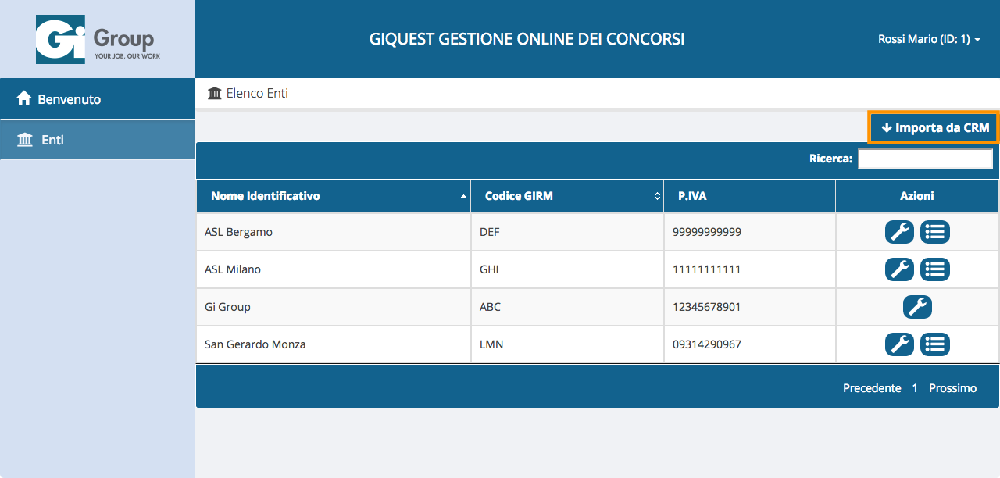 Gi Group
YOUR JOB, OUR WORK
GIQUEST GESTIONE ONLINE DEI CONCORSI
Rossi Mario (ID: 1)
Benvenuto
Enti
Elenco Enti
Importa da CRM
Ricerca:
Nome Identificativo Codice GIRM P.IVA Azioni
ASL Bergamo DEF 99999999999
ASL Milano GHI 11111111111
Gi Group ABC 12345678901
San Gerardo Monza LMN 09314290967
Precedente 1 Prossimo